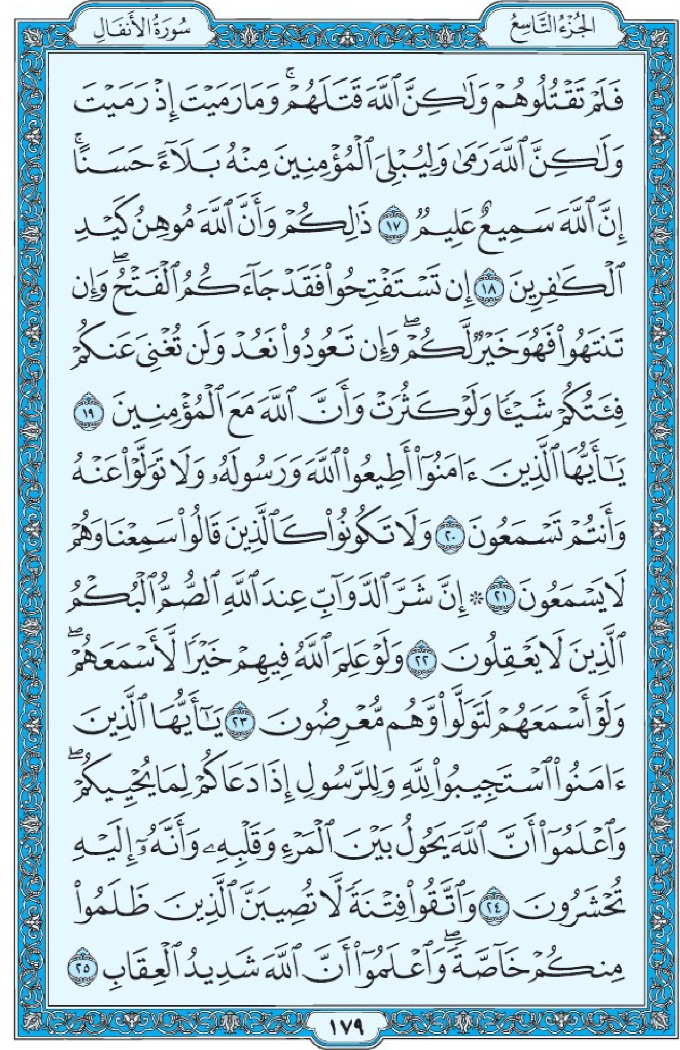 الجُزْءُ التَّاسِعُ
سُورَةُ الأَنفَالِ
فَلَمْ تَقْتُلُوهُمْ وَلَٰكِنَّ ٱللَّهَ قَتَلَهُمْۚ وَمَا رَمَيْتَ إِذْ رَمَيْتَ
وَلَٰكِنَّ ٱللَّهَ رَمَىٰ وَلِيُبْلِىَ ٱلْمُؤْمِنِينَ مِنْهُ بَلَآءً حَسَنًاۚ
إِنَّ ٱللَّهَ سَمِيعٌ عَلِيمٌ ١٧ ذَٰلِكُمْ وَأَنَّ ٱللَّهَ مُوهِنُ كَيْدِ
ٱلْكَٰفِرِينَ ١٨ إِن تَسْتَفْتِحُوا۟ فَقَدْ جَآءَكُمُ ٱلْفَتْحُۖ وَإِن
تَنتَهُوا۟ فَهُوَ خَيْرٌ لَّكُمْۖ وَإِن تَعُودُوا۟ نَعُدْ وَلَن تُغْنِىَ عَنكُمْ
فِئَتُكُمْ شَيْـًٔا وَلَوْ كَثُرَتْ وَأَنَّ ٱللَّهَ مَعَ ٱلْمُؤْمِنِينَ ١٩
يَٰٓأَيُّهَا ٱلَّذِينَ ءَامَنُوٓا۟ أَطِيعُوا۟ ٱللَّهَ وَرَسُولَهُۥ وَلَا تَوَلَّوْا۟ عَنْهُ
وَأَنتُمْ تَسْمَعُونَ ٢٠ وَلَا تَكُونُوا۟ كَٱلَّذِينَ قَالُوا۟ سَمِعْنَا وَهُمْ
لَا يَسْمَعُونَ ٢١ ۞ إِنَّ شَرَّ ٱلدَّوَآبِّ عِندَ ٱللَّهِ ٱلصُّمُّ ٱلْبُكْمُ
ٱلَّذِينَ لَا يَعْقِلُونَ ٢٢ وَلَوْ عَلِمَ ٱللَّهُ فِيهِمْ خَيْرًا لَّأَسْمَعَهُمْۖ
وَلَوْ أَسْمَعَهُمْ لَتَوَلَّوا۟ وَّهُم مُّعْرِضُونَ ٢٣ يَٰٓأَيُّهَا ٱلَّذِينَ
ءَامَنُوا۟ ٱسْتَجِيبُوا۟ لِلَّهِ وَلِلرَّسُولِ إِذَا دَعَاكُمْ لِمَا يُحْيِيكُمْۖ
وَٱعْلَمُوٓا۟ أَنَّ ٱللَّهَ يَحُولُ بَيْنَ ٱلْمَرْءِ وَقَلْبِهِۦ وَأَنَّهُۥٓ إِلَيْهِ
تُحْشَرُونَ ٢٤ وَٱتَّقُوا۟ فِتْنَةً لَّا تُصِيبَنَّ ٱلَّذِينَ ظَلَمُوا۟
مِنكُمْ خَآصَّةًۖ وَٱعْلَمُوٓا۟ أَنَّ ٱللَّهَ شَدِيدُ ٱلْعِقَابِ ٢٥
١٧٩